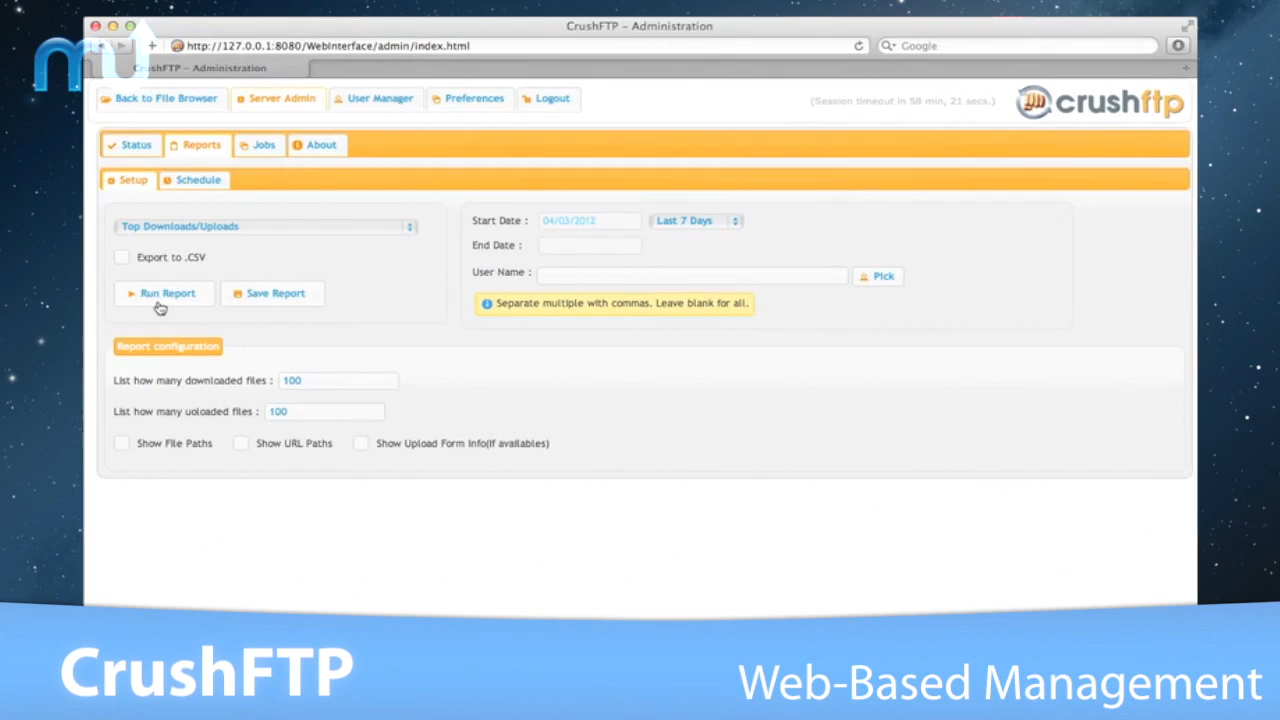 CrushFTP – Administration
http://127.0.0.1:8080/WebInterface/admin/index.html
Google
CrushFTP – Administration
Back to File Browser Server Admin User Manager Preferences Logout (Session timeout in 58 min, 21 secs.) crushftp
Status Reports Jobs About
Setup Schedule
Top Downloads/Uploads
Export to .CSV
Run Report Save Report
Start Date : 04/03/2012 Last 7 Days
End Date :
User Name : Pick
Separate multiple with commas. Leave blank for all.
Report configuration
List how many downloaded files : 100
List how many uoloaded files : 100
Show File Paths Show URL Paths Show Upload Form Info(if availables)
CrushFTP
Web-Based Management